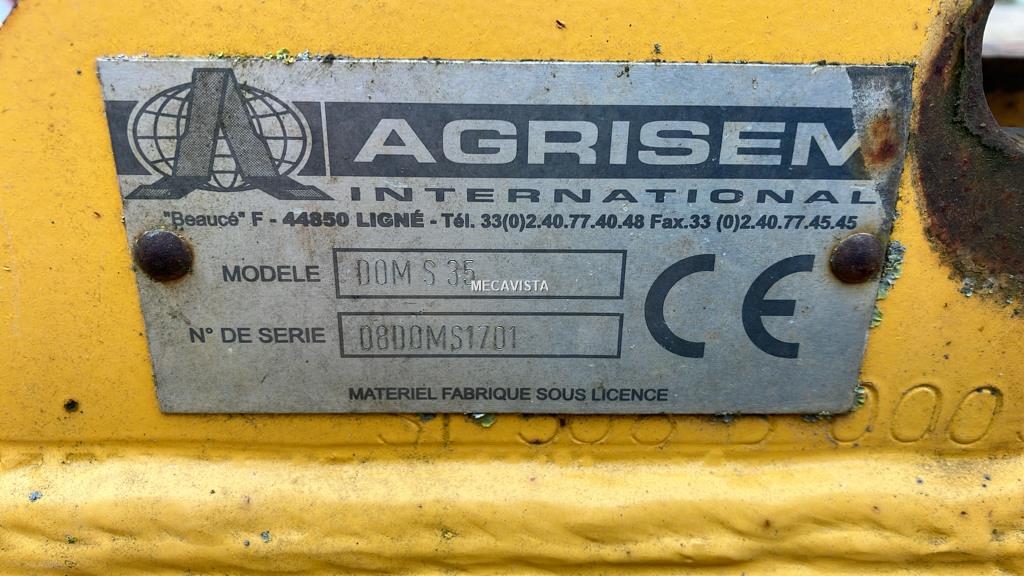 AGRISEM
INTERNATIONAL
"Beaucé" F - 44850 LIGNÉ - Tél. 33(0)2.40.77.40.48 Fax.33 (0)2.40.77.45.45
MODELE DOM S 35
MECAVISTA
N° DE SERIE 08DOMS1701
MATERIEL FABRIQUE SOUS LICENCE
CE